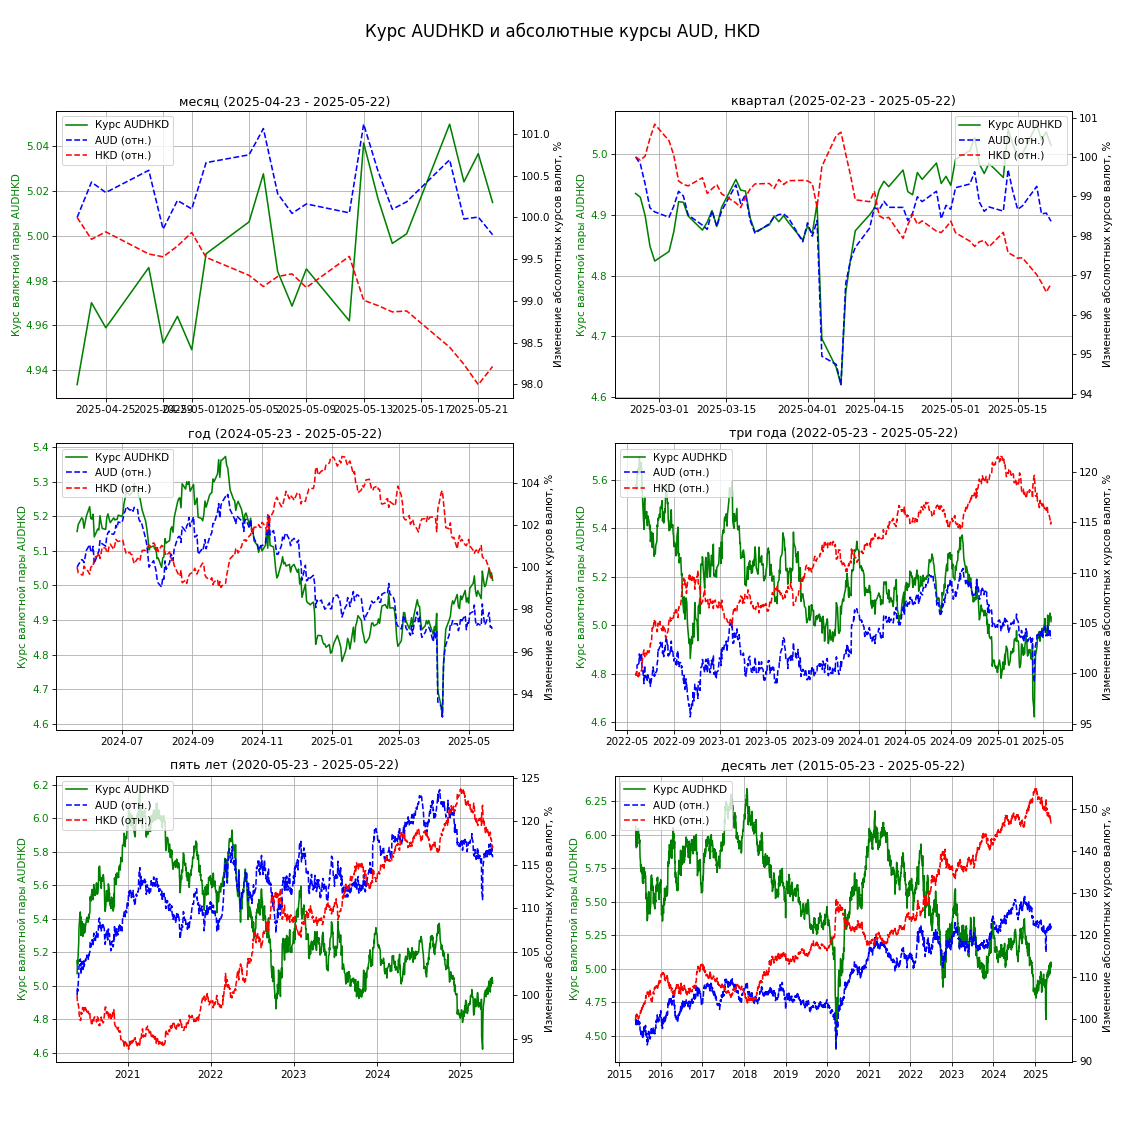 Курс AUDHKD и абсолютные курсы AUD, HKD
месяц (2025-04-23 - 2025-05-22)
Курс AUDHKD
AUD (отн.)
HKD (отн.)
Курс валютной пары AUDHKD
5.04
5.02
5.00
4.98
4.96
4.94
101.0
100.5
100.0
99.5
99.0
98.5
98.0
Изменение абсолютных курсов валют, %
2025-04-25 2025-04-29 2025-05-01 2025-05-05 2025-05-09 2025-05-13 2025-05-17 2025-05-21
квартал (2025-02-23 - 2025-05-22)
Курс AUDHKD
AUD (отн.)
HKD (отн.)
Курс валютной пары AUDHKD
5.0
4.9
4.8
4.7
4.6
101
100
99
98
97
96
95
94
Изменение абсолютных курсов валют, %
2025-03-01 2025-03-15 2025-04-01 2025-04-15 2025-05-01 2025-05-15
год (2024-05-23 - 2025-05-22)
Курс AUDHKD
AUD (отн.)
HKD (отн.)
Курс валютной пары AUDHKD
5.4
5.3
5.2
5.1
5.0
4.9
4.8
4.7
4.6
104
102
100
98
96
94
Изменение абсолютных курсов валют, %
2024-07 2024-09 2024-11 2025-01 2025-03 2025-05
три года (2022-05-23 - 2025-05-22)
Курс AUDHKD
AUD (отн.)
HKD (отн.)
Курс валютной пары AUDHKD
5.6
5.4
5.2
5.0
4.8
4.6
120
115
110
105
100
95
Изменение абсолютных курсов валют, %
2022-05 2022-09 2023-01 2023-05 2023-09 2024-01 2024-05 2024-09 2025-01 2025-05
пять лет (2020-05-23 - 2025-05-22)
Курс AUDHKD
AUD (отн.)
HKD (отн.)
Курс валютной пары AUDHKD
6.2
6.0
5.8
5.6
5.4
5.2
5.0
4.8
4.6
125
120
115
110
105
100
95
Изменение абсолютных курсов валют, %
2021 2022 2023 2024 2025
десять лет (2015-05-23 - 2025-05-22)
Курс AUDHKD
AUD (отн.)
HKD (отн.)
Курс валютной пары AUDHKD
6.25
6.00
5.75
5.50
5.25
5.00
4.75
4.50
150
140
130
120
110
100
90
Изменение абсолютных курсов валют, %
2015 2016 2017 2018 2019 2020 2021 2022 2023 2024 2025